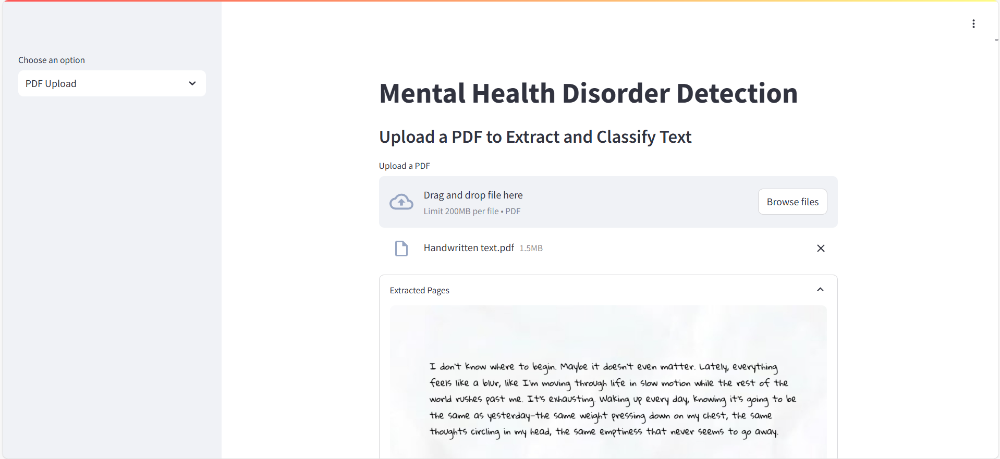 Choose an option
PDF Upload
Mental Health Disorder Detection
Upload a PDF to Extract and Classify Text
Upload a PDF
Drag and drop file here
Limit 200MB per file • PDF
Browse files
Handwritten text.pdf 1.5MB
Extracted Pages
I don't know where to begin. Maybe it doesn't even matter. Lately, everything
feels like a blur, like I'm moving through life in slow motion while the rest of the
world rushes past me. It's exhausting. Waking up every day, knowing it's going to be
the same as yesterday—the same weight pressing down on my chest, the same
thoughts circling in my head, the same emptiness that never seems to go away.